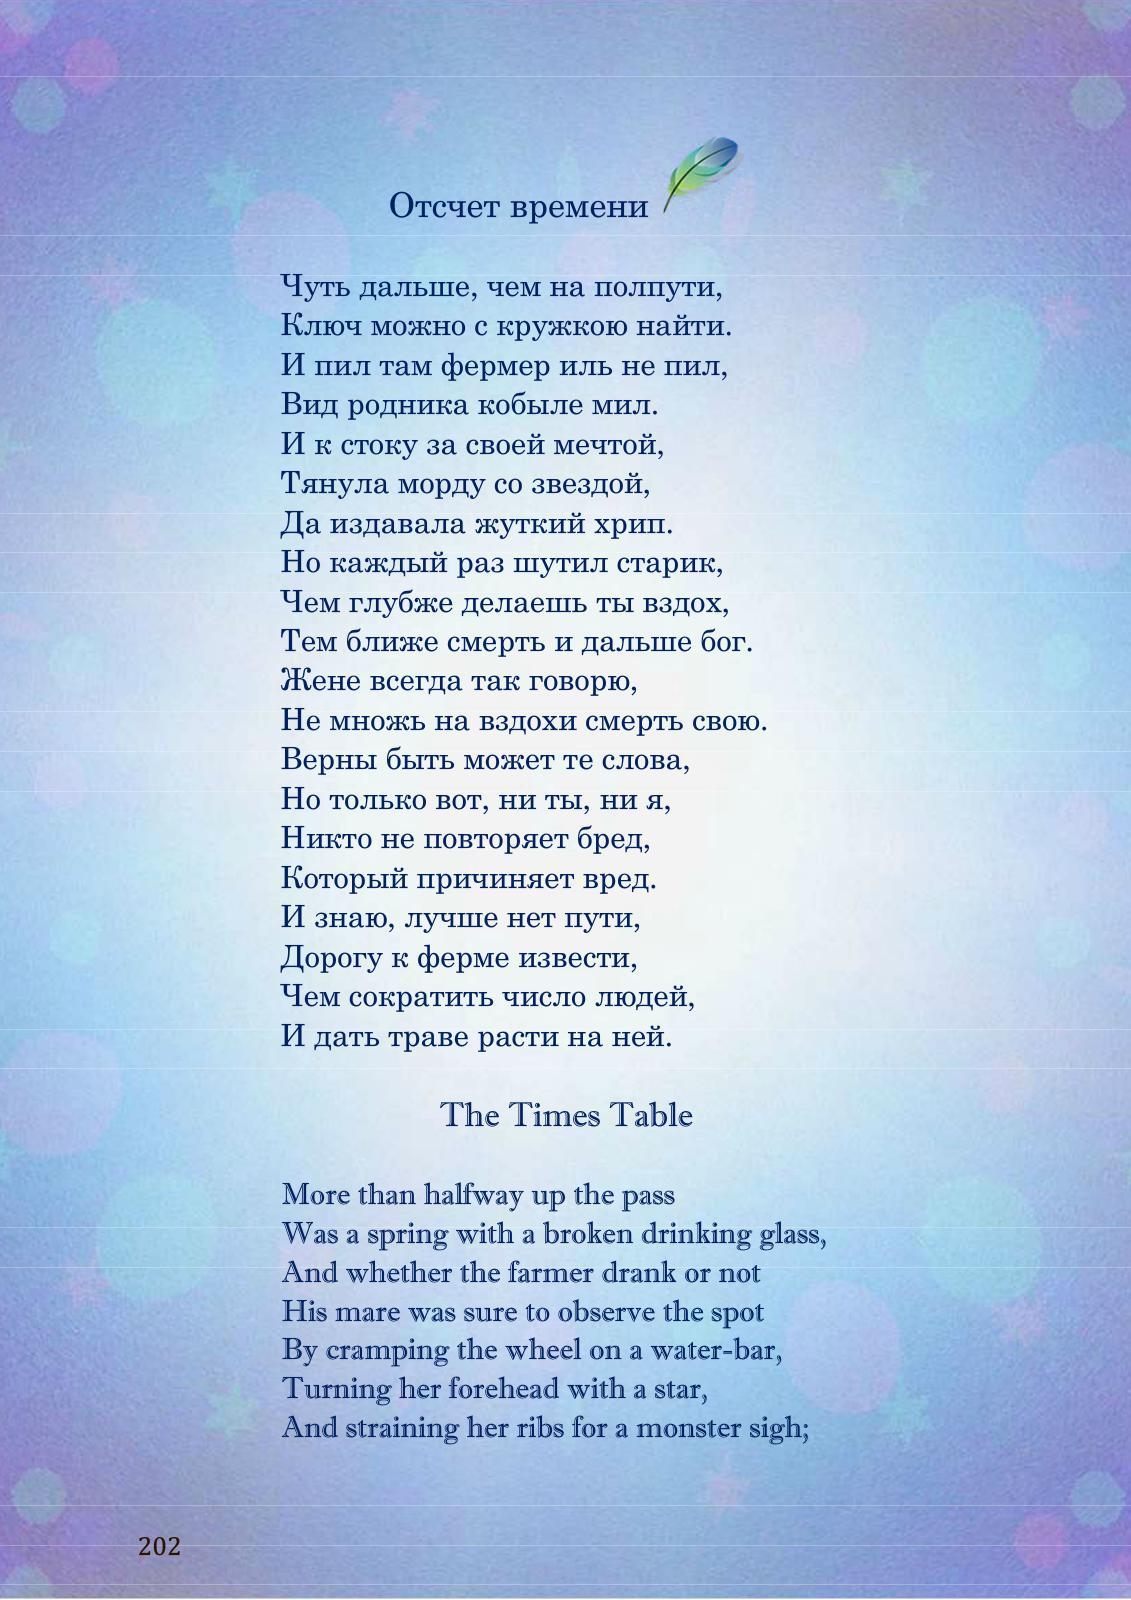 Отсчет времени
Чуть дальше, чем на полпути,
Ключ можно с кружкою найти.
И пил там фермер иль не пил,
Вид родника кобыле мил.
И к стоку за своей мечтой,
Тянула морду со звездой,
Да издавала жуткий хрип.
Но каждый раз шутил старик,
Чем глубже делаешь ты вздох,
Тем ближе смерть и дальше бог.
Жене всегда так говорю,
Не множь на вздохи смерть свою.
Верны быть может те слова,
Но только вот, ни ты, ни я,
Никто не повторяет бред,
Который причиняет вред.
И знаю, лучше нет пути,
Дорогу к ферме извести,
Чем сократить число людей,
И дать траве расти на ней.
The Times Table
More than halfway up the pass
Was a spring with a broken drinking glass,
And whether the farmer drank or not
His mare was sure to observe the spot
By cramping the wheel on a water-bar,
Turning her forehead with a star,
And straining her ribs for a monster sigh;
202